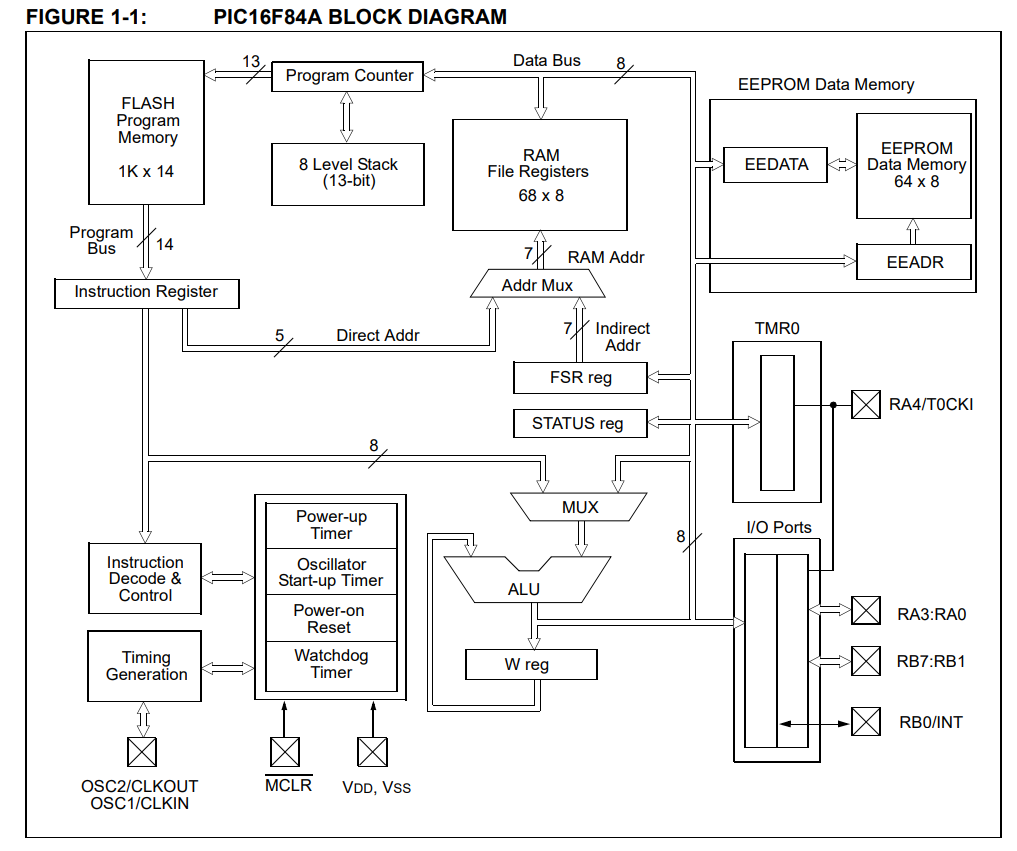 FIGURE 1-1: PIC16F84A BLOCK DIAGRAM
13
Program Counter
Data Bus
8
EEPROM Data Memory
FLASH
Program
Memory
1K x 14
8 Level Stack
(13-bit)
RAM
File Registers
68 x 8
EEDATA
EEPROM
Data Memory
64 x 8
Program
Bus
14
7
RAM Addr
EEADR
Instruction Register
Addr Mux
5
Direct Addr
7
Indirect
Addr
TMR0
FSR reg
RA4/T0CKI
STATUS reg
8
MUX
Power-up
Timer
8
I/O Ports
Instruction
Decode &
Control
Oscillator
Start-up Timer
ALU
Power-on
Reset
RA3:RA0
Timing
Generation
Watchdog
Timer
W reg
RB7:RB1
RB0/INT
OSC2/CLKOUT
OSC1/CLKIN
MCLR
VDD, VSS